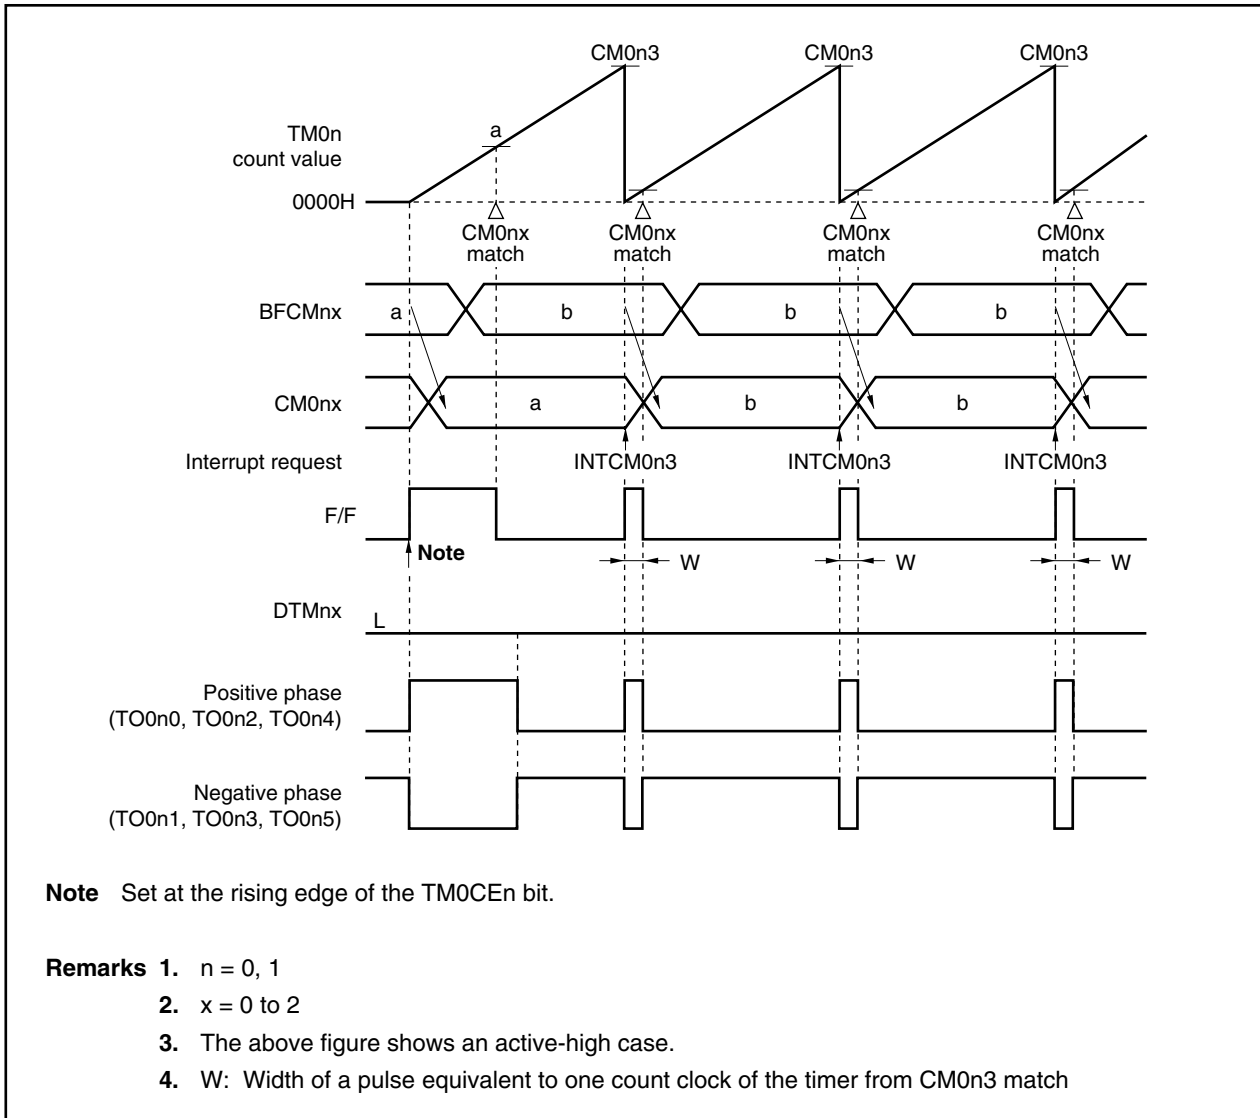 CM0n3 CM0n3 CM0n3
TM0n
count value
a
0000H
CM0nx
match
CM0nx
match
CM0nx
match
CM0nx
match
BFCMnx
a b b b
CM0nx
a b b
Interrupt request
INTCM0n3 INTCM0n3 INTCM0n3
F/F
Note
W W W
DTMnx
L
Positive phase
(TO0n0, TO0n2, TO0n4)
Negative phase
(TO0n1, TO0n3, TO0n5)
Note Set at the rising edge of the TM0CEn bit.
Remarks 1. n = 0, 1
2. x = 0 to 2
3. The above figure shows an active-high case.
4. W: Width of a pulse equivalent to one count clock of the timer from CM0n3 match